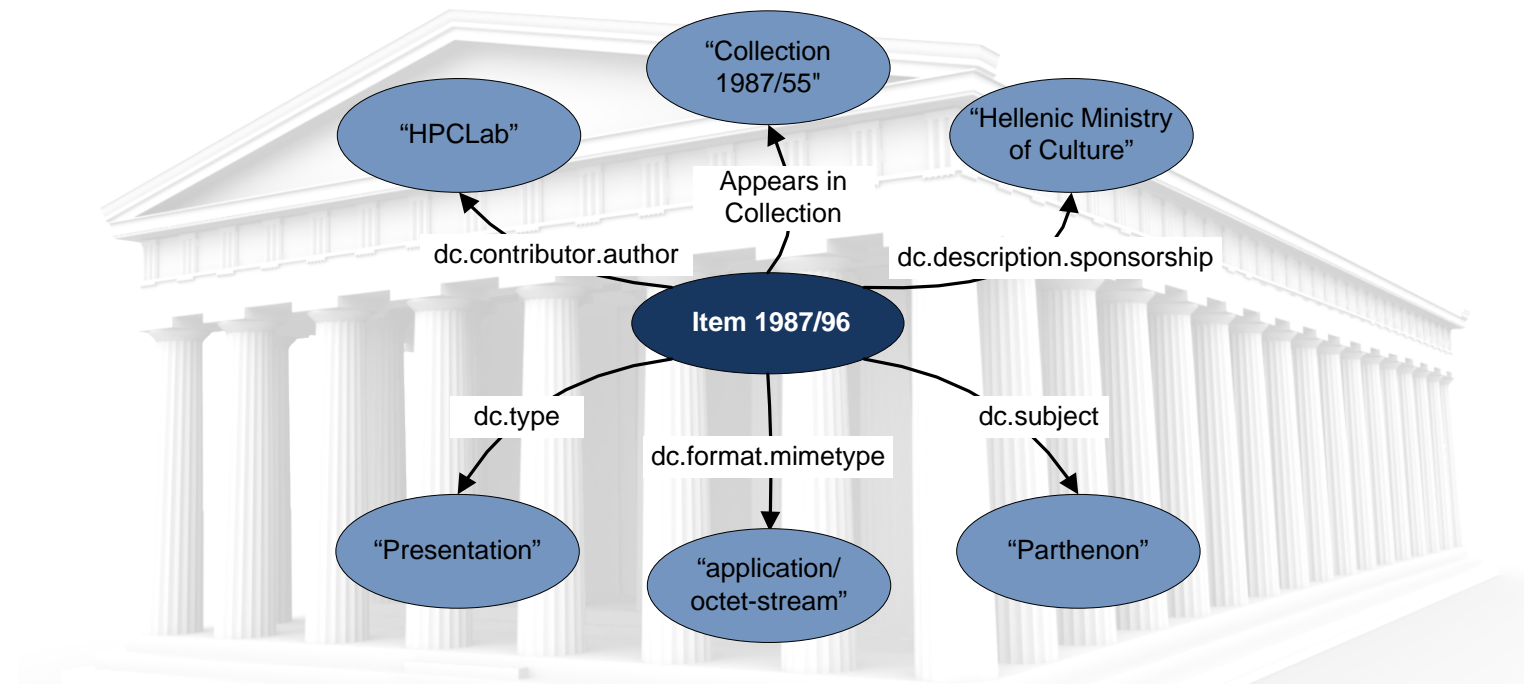 “Collection
1987/55"
“HPCLab”
“Hellenic Ministry
of Culture”
Appears in
Collection
dc.contributor.author
dc.description.sponsorship
Item 1987/96
dc.type
dc.subject
dc.format.mimetype
“Presentation”
“application/
octet-stream”
“Parthenon”